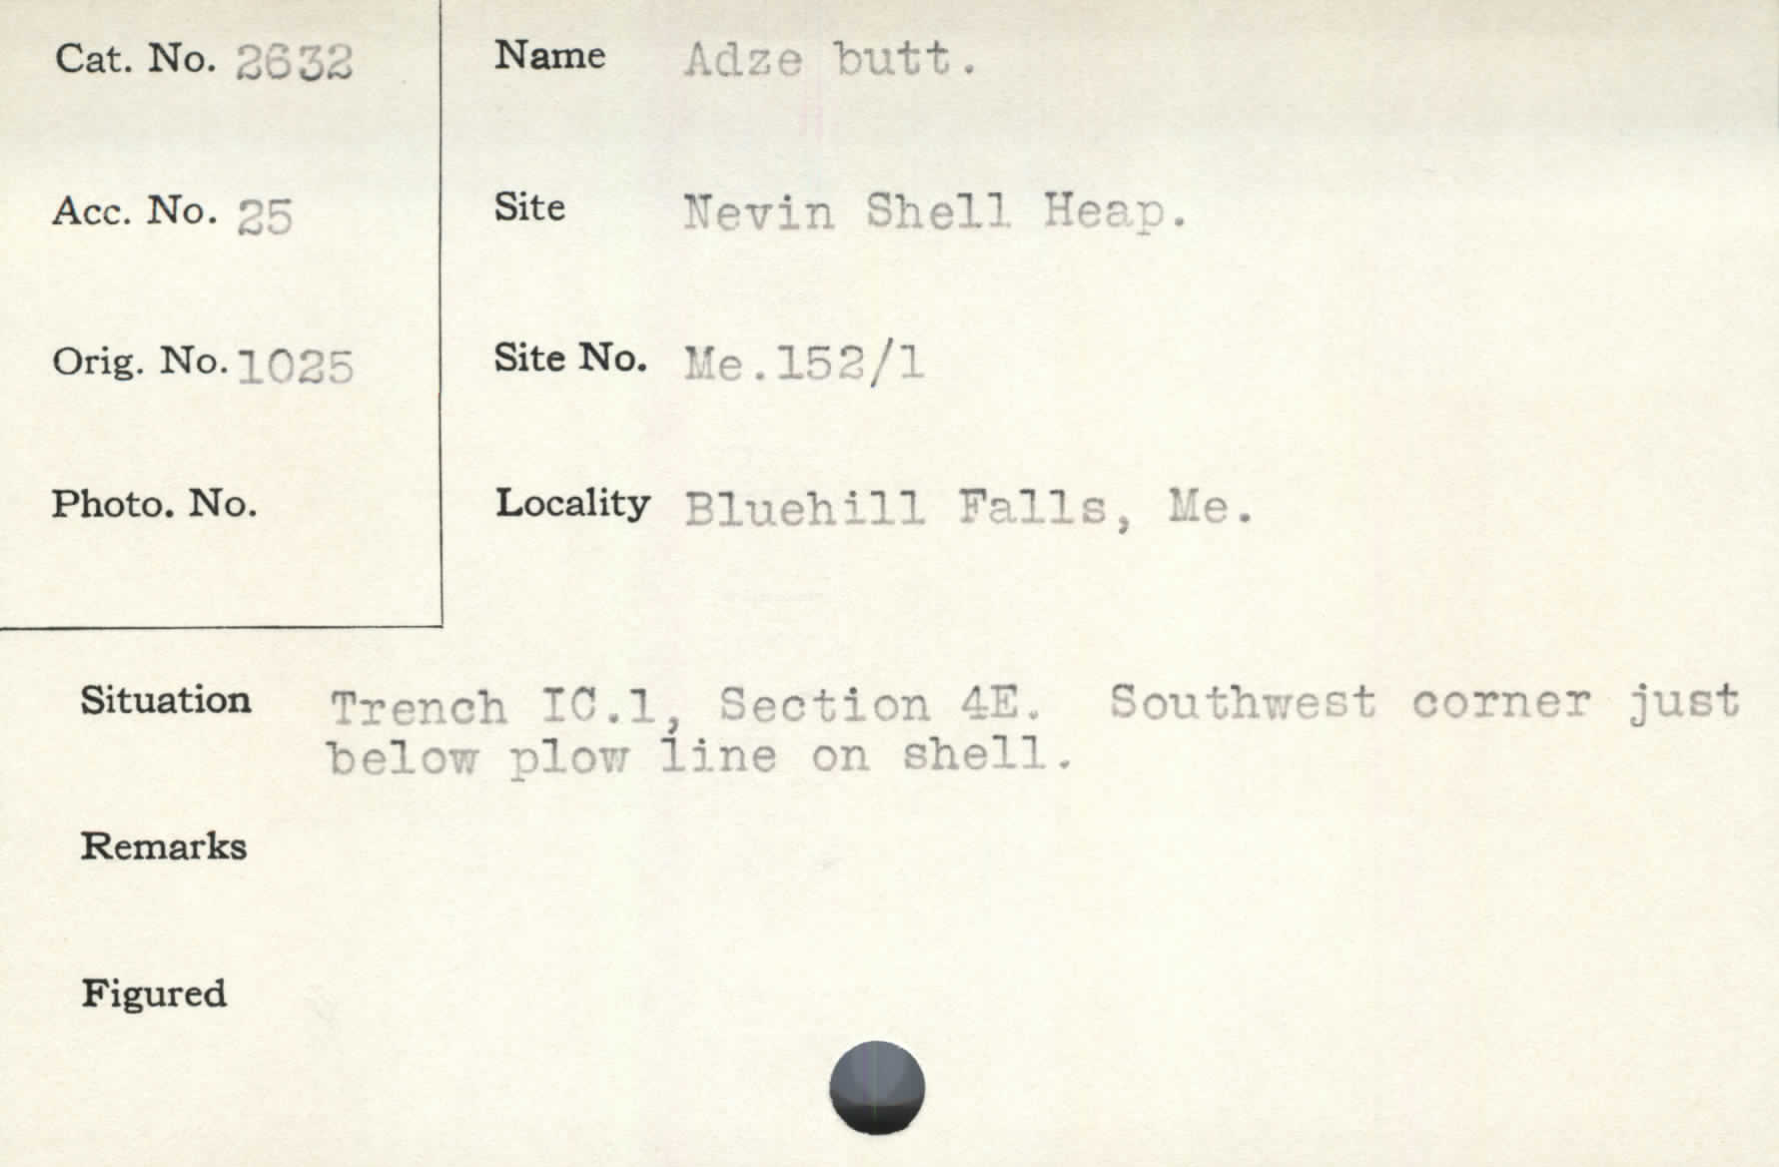 Cat. No. 2632
Name Adze butt.
Acc. No. 25
Site Nevin Shell Heap.
Orig. No. 1025
Site No. Me.152/1
Photo. No.
Locality Bluehill Falls, Me.
Situation Trench IC.1, Section 4E. Southwest corner just
below plow line on shell.
Remarks
Figured